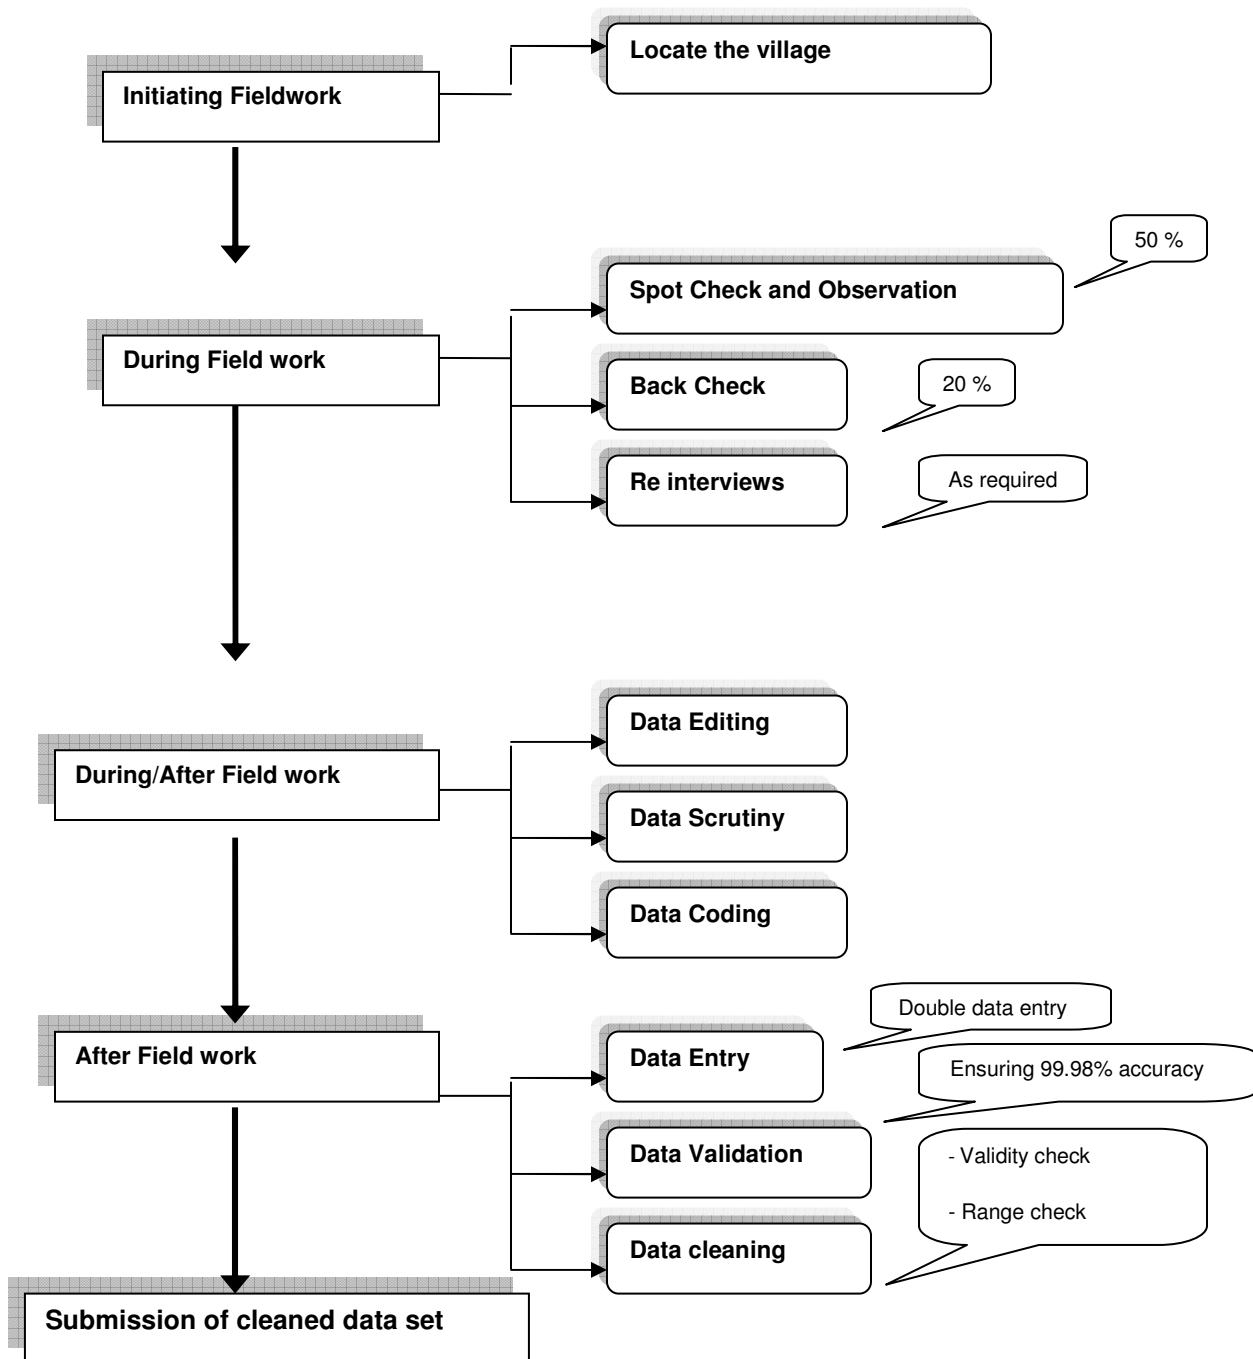 Locate the village
Initiating Fieldwork
50 %
Spot Check and Observation
During Field work
Back Check
20 %
Re interviews
As required
Data Editing
During/After Field work
Data Scrutiny
Data Coding
Double data entry
After Field work
Data Entry
Ensuring 99.98% accuracy
Data Validation
- Validity check
- Range check
Data cleaning
Submission of cleaned data set